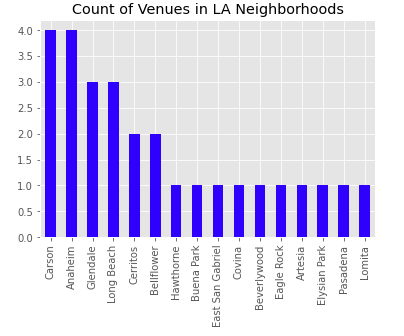 Count of Venues in LA Neighborhoods
4.0
3.5
3.0
2.5
2.0
1.5
1.0
0.5
0.0
Carson
Anaheim
Glendale
Long Beach
Cerritos
Bellflower
Hawthorne
Buena Park
East San Gabriel
Covina
Beverlywood
Eagle Rock
Artesia
Elysian Park
Pasadena
Lomita